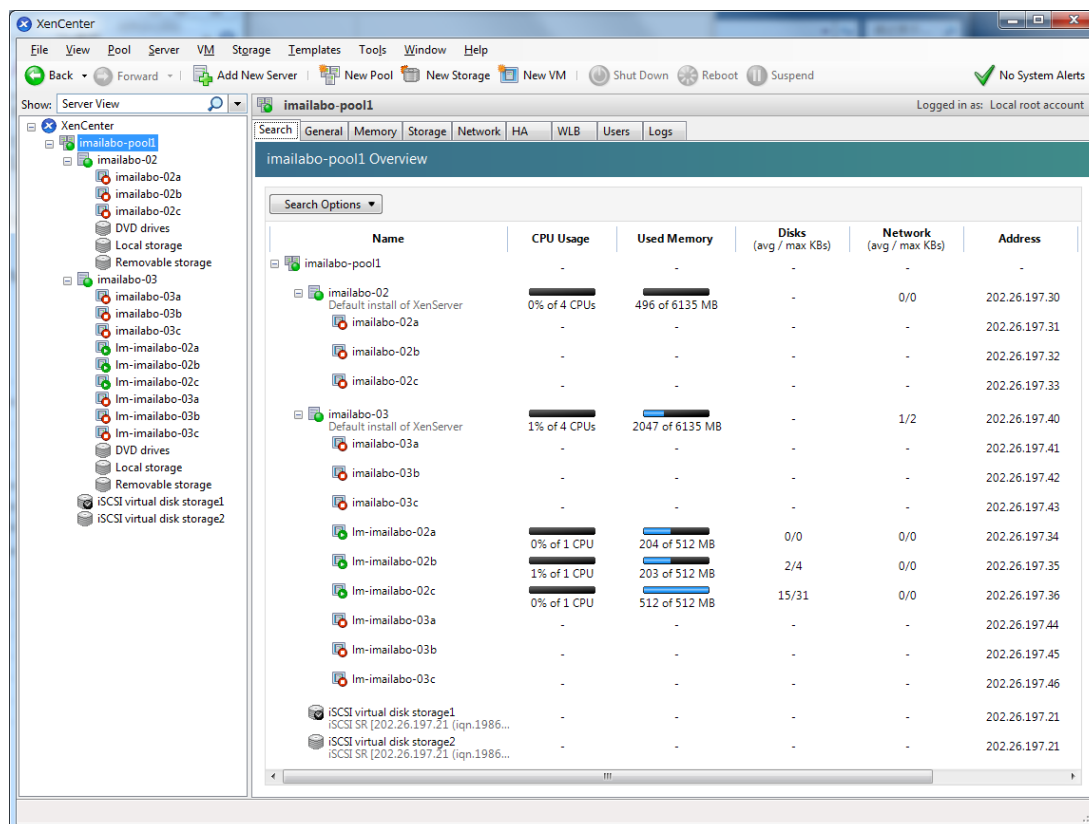 XenCenter
File View Pool Server VM Storage Templates Tools Window Help
Back Forward Add New Server New Pool New Storage New VM Shut Down Reboot Suspend No System Alerts
Show: Server View
imailabo-pool1 Logged in as: Local root account
XenCenter
imailabo-pool1
imailabo-02
imailabo-02a
imailabo-02b
imailabo-02c
DVD drives
Local storage
Removable storage
imailabo-03
imailabo-03a
imailabo-03b
imailabo-03c
lm-imailabo-02a
lm-imailabo-02b
lm-imailabo-02c
lm-imailabo-03a
lm-imailabo-03b
lm-imailabo-03c
DVD drives
Local storage
Removable storage
iSCSI virtual disk storage1
iSCSI virtual disk storage2
Search General Memory Storage Network HA WLB Users Logs
imailabo-pool1 Overview
Search Options
Name CPU Usage Used Memory Disks (avg / max KBs) Network (avg / max KBs) Address
imailabo-pool1 - - - - -
imailabo-02
Default install of XenServer 0% of 4 CPUs 496 of 6135 MB - 0/0 202.26.197.30
imailabo-02a - - - - 202.26.197.31
imailabo-02b - - - - 202.26.197.32
imailabo-02c - - - - 202.26.197.33
imailabo-03
Default install of XenServer 1% of 4 CPUs 2047 of 6135 MB - 1/2 202.26.197.40
imailabo-03a - - - - 202.26.197.41
imailabo-03b - - - - 202.26.197.42
imailabo-03c - - - - 202.26.197.43
lm-imailabo-02a 0% of 1 CPU 204 of 512 MB 0/0 0/0 202.26.197.34
lm-imailabo-02b 1% of 1 CPU 203 of 512 MB 2/4 0/0 202.26.197.35
lm-imailabo-02c 0% of 1 CPU 512 of 512 MB 15/31 0/0 202.26.197.36
lm-imailabo-03a - - - - 202.26.197.44
lm-imailabo-03b - - - - 202.26.197.45
lm-imailabo-03c - - - - 202.26.197.46
iSCSI virtual disk storage1
iSCSI SR [202.26.197.21 (iqn.1986... - - - - 202.26.197.21
iSCSI virtual disk storage2
iSCSI SR [202.26.197.21 (iqn.1986... - - - - 202.26.197.21